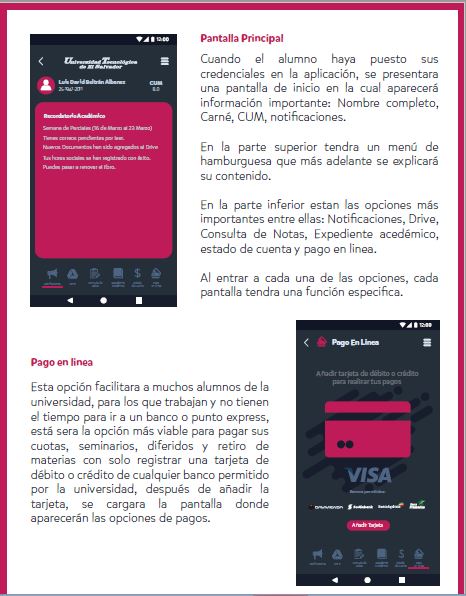 Pantalla Principal
Cuando el alumno haya puesto sus
credenciales en la aplicación, se presentara
una pantalla de inicio en la cual aparecerá
información importante: Nombre completo,
Carné, CUM, notificaciones.
En la parte superior tendra un menú de
hamburguesa que más adelante se explicará
su contenido.
En la parte inferior estan las opciones más
importantes entre ellas: Notificaciones, Drive,
Consulta de Notas, Expediente acedémico,
estado de cuenta y pago en linea.
Al entrar a cada una de las opciones, cada
pantalla tendra una función especifica.
12:00
Universidad Tecnológica
de El Salvador
Luis David Beltrán Albanez
CUM
8.0
Recordatorio Académico
Semana de Parciales (16 de Marzo al 23 Marzo)
Tienes correos pendientes por leer.
Nuevos Documentos han sido agregados al Drive
Tus horas sociales se han registrado con éxito.
Puedes pasar a renovar el libro.
Pago en linea
Esta opción facilitara a muchos alumnos de la
universidad, para los que trabajan y no tienen
el tiempo para ir a un banco o punto express,
está sera la opción más viable para pagar sus
cuotas, seminarios, diferidos y retiro de
materias con solo registrar una tarjeta de
débito o crédito de cualquier banco permitido
por la universidad, después de añadir la
tarjeta, se cargara la pantalla donde
aparecerán las opciones de pagos.
12:00
Pago En Linea
Añadir tarjeta de débito o crédito
para realizar tus pagos
VISA
Bancos permitidos:
DAVIVIENDA Scotiabank
Añadir Tarjeta